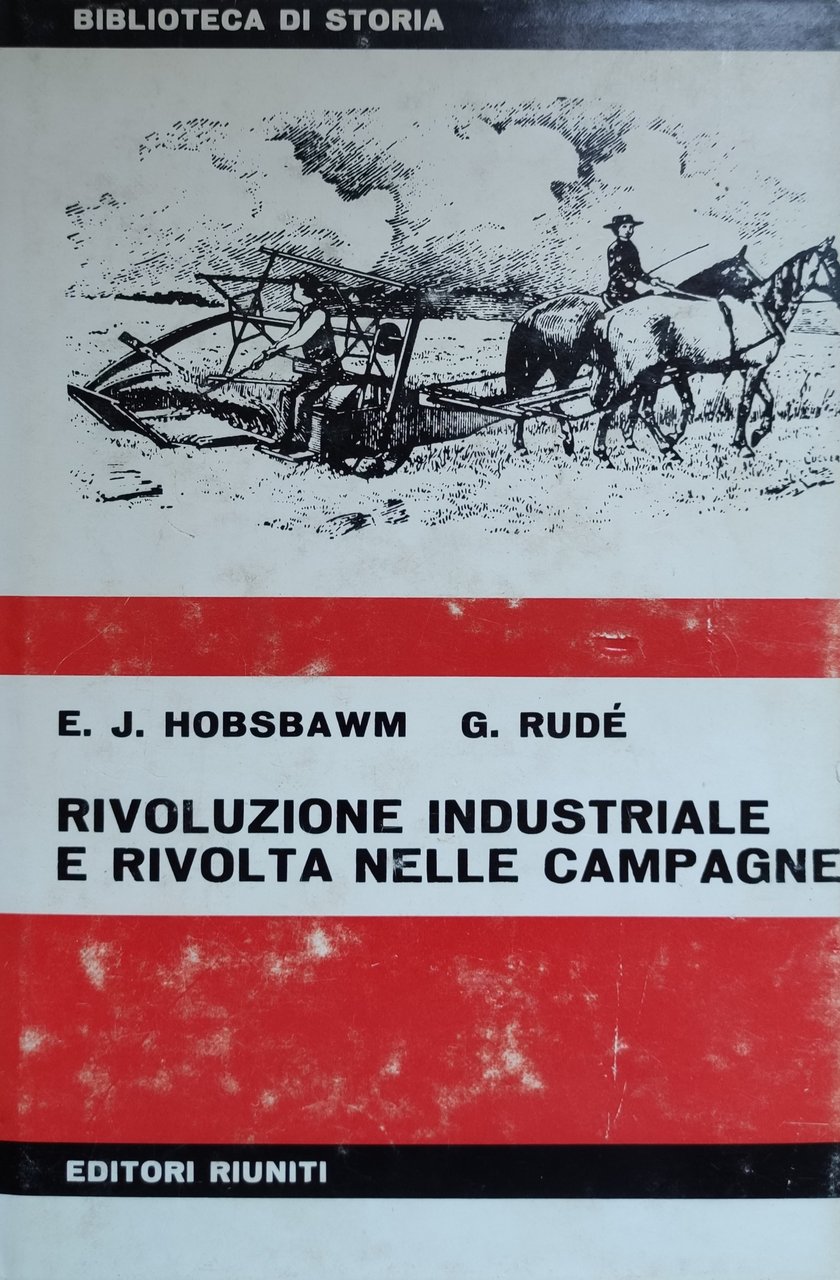 BIBLIOTECA DI STORIA
E. J. HOBSBAWM G. RUDÉ
RIVOLUZIONE INDUSTRIALE
E RIVOLTA NELLE CAMPAGNE
EDITORI RIUNITI